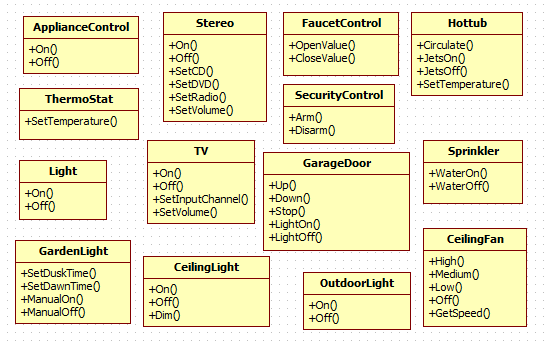 ApplianceControl
+On()
+Off()
Stereo
+On()
+Off()
+SetCD()
+SetDVD()
+SetRadio()
+SetVolume()
FaucetControl
+OpenValue()
+CloseValue()
Hottub
+Circulate()
+JetsOn()
+JetsOff()
+SetTemperature()
ThermoStat
+SetTemperature()
SecurityControl
+Arm()
+Disarm()
Light
+On()
+Off()
TV
+On()
+Off()
+SetInputChannel()
+SetVolume()
GarageDoor
+Up()
+Down()
+Stop()
+LightOn()
+LightOff()
Sprinkler
+WaterOn()
+WaterOff()
GardenLight
+SetDuskTime()
+SetDawnTime()
+ManualOn()
+ManualOff()
CeilingLight
+On()
+Off()
+Dim()
OutdoorLight
+On()
+Off()
CeilingFan
+High()
+Medium()
+Low()
+Off()
+GetSpeed()